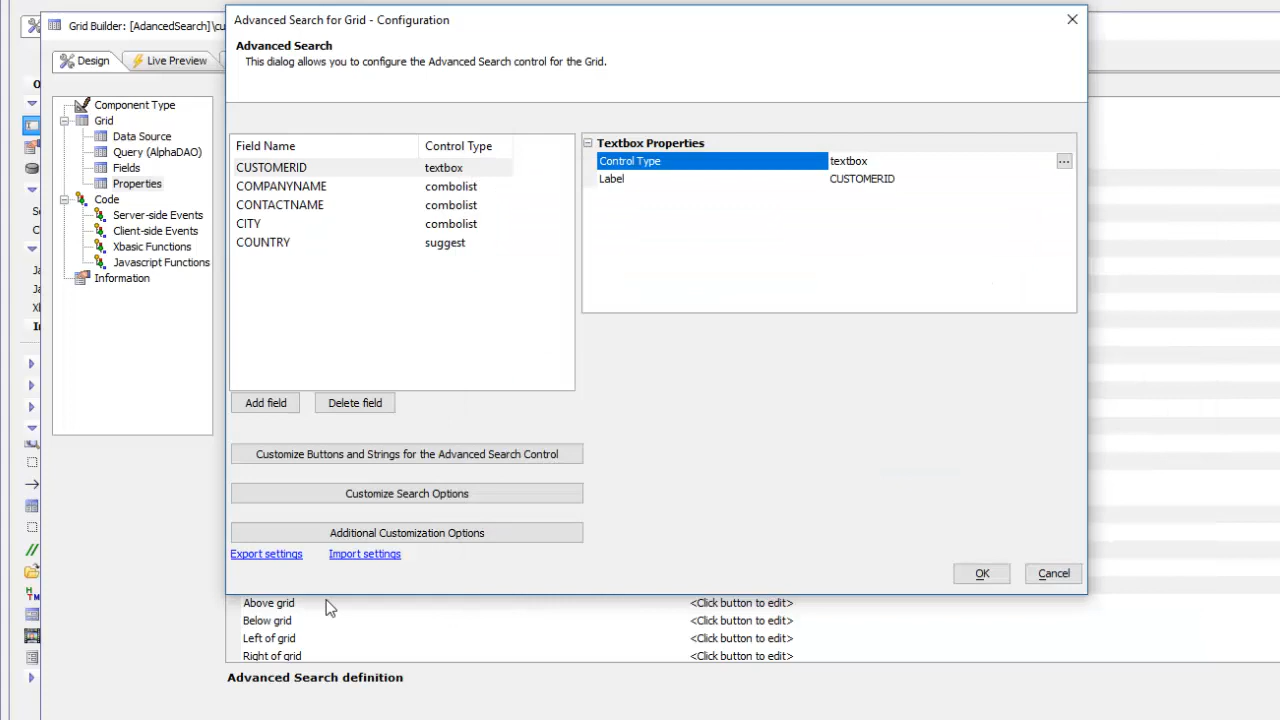 Grid Builder: [AdancedSearch]\cu
Advanced Search for Grid - Configuration
Advanced Search
This dialog allows you to configure the Advanced Search control for the Grid.
Design
Live Preview
Component Type
Grid
Data Source
Query (AlphaDAO)
Fields
Properties
Code
Server-side Events
Client-side Events
Xbasic Functions
Javascript Functions
Information
Field Name Control Type
CUSTOMERID textbox
COMPANYNAME combolist
CONTACTNAME combolist
CITY combolist
COUNTRY suggest
Textbox Properties
Control Type textbox ...
Label CUSTOMERID
Add field Delete field
Customize Buttons and Strings for the Advanced Search Control
Customize Search Options
Additional Customization Options
Export settings Import settings
OK Cancel
Above grid <Click button to edit>
Below grid <Click button to edit>
Left of grid <Click button to edit>
Right of grid <Click button to edit>
Advanced Search definition